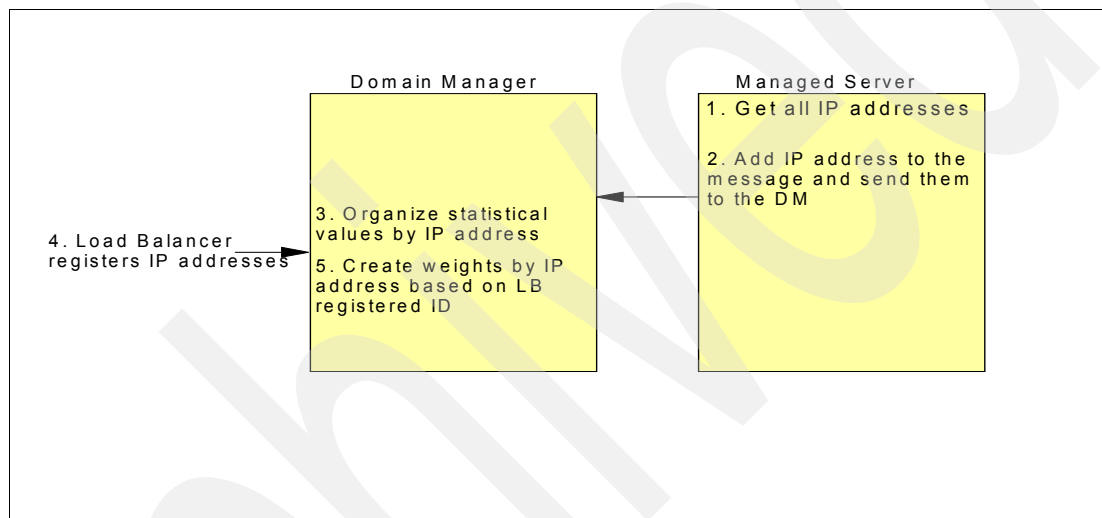 Domain Manager
Managed Server
1. Get all IP addresses
2. Add IP address to the
message and send them
to the DM
3. Organize statistical
values by IP address
4. Load Balancer
registers IP addresses
5. Create weights by IP
address based on LB
registered ID